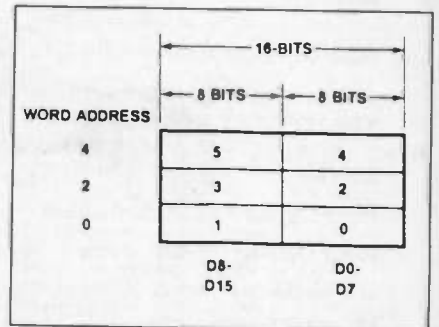 16-BITS
8 BITS 8 BITS
WORD ADDRESS
4 5 4
2 3 2
0 1 0
D8- D0-
D15 D7